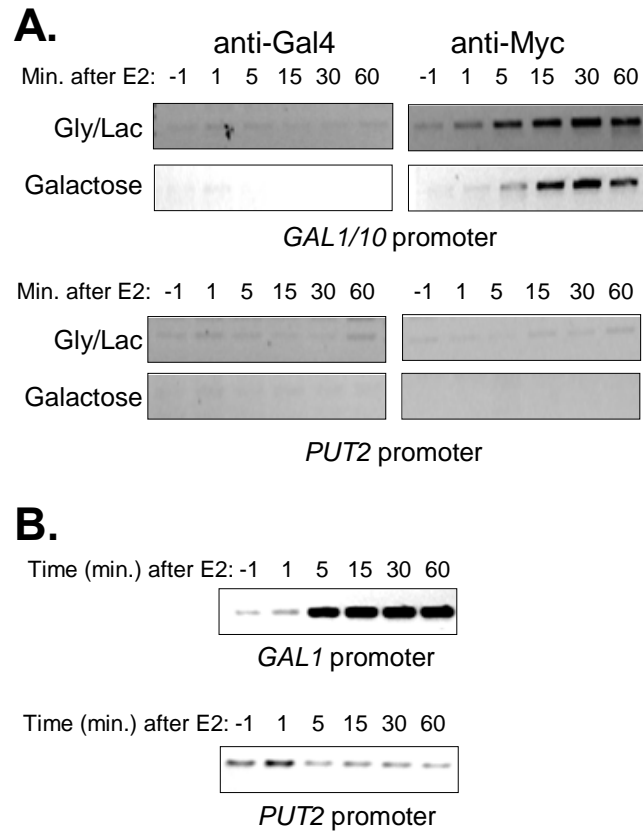 A.
anti-Gal4 anti-Myc
Min. after E2: -1 1 5 15 30 60 -1 1 5 15 30 60
Gly/Lac
Galactose
GAL1/10 promoter
Min. after E2: -1 1 5 15 30 60 -1 1 5 15 30 60
Gly/Lac
Galactose
PUT2 promoter
B.
Time (min.) after E2: -1 1 5 15 30 60
GAL1 promoter
Time (min.) after E2: -1 1 5 15 30 60
PUT2 promoter